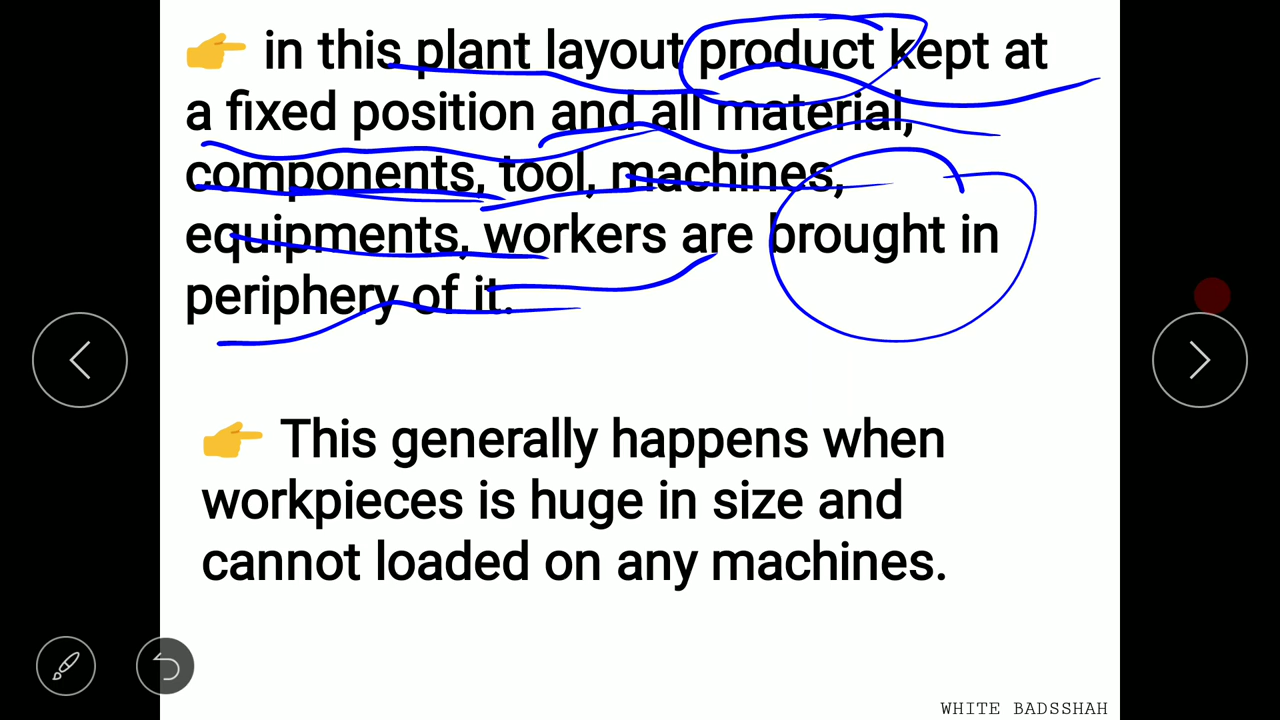 👉 in this plant layout product kept at
a fixed position and all material,
components, tool, machines,
equipments, workers are brought in
periphery of it.
👉 This generally happens when
workpieces is huge in size and
cannot loaded on any machines.
WHITE BADSSHAH